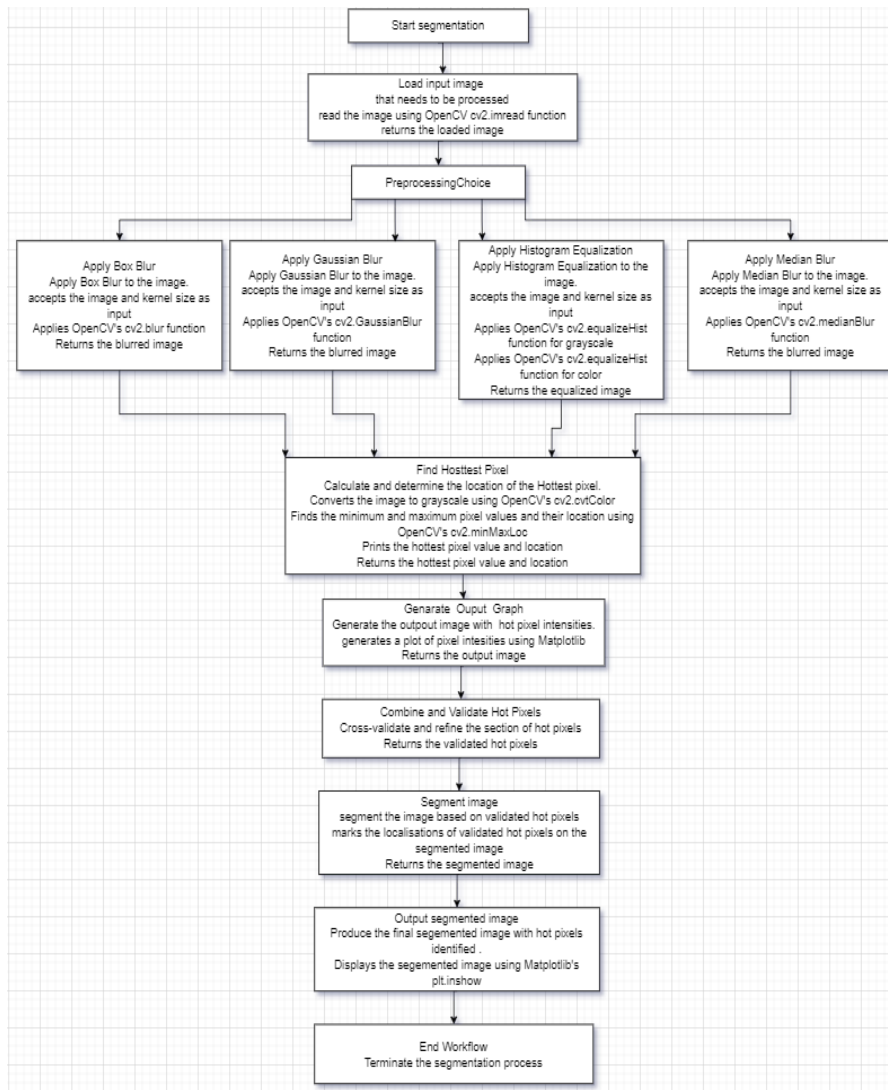 Start segmentation
Load input image
that needs to be processed
read the image using OpenCV cv2.imread function
returns the loaded image
PreprocessingChoice
Apply Box Blur
Apply Box Blur to the image.
accepts the image and kernel size as
input
Applies OpenCV's cv2.blur function
Returns the blurred image
Apply Gaussian Blur
Apply Gaussian Blur to the image.
accepts the image and kernel size as
input
Applies OpenCV's cv2.GaussianBlur
function
Returns the blurred image
Apply Histogram Equalization
Apply Histogram Equalization to the
image.
accepts the image and kernel size as
input
Applies OpenCV's cv2.equalizeHist
function for grayscale
Applies OpenCV's cv2.equalizeHist
function for color
Returns the equalized image
Apply Median Blur
Apply Median Blur to the image.
accepts the image and kernel size as
input
Applies OpenCV's cv2.medianBlur
function
Returns the blurred image
Find Hosttest Pixel
Calculate and determine the location of the Hottest pixel.
Converts the image to grayscale using OpenCV's cv2.cvtColor
Finds the minimum and maximum pixel values and their location using
OpenCV's cv2.minMaxLoc
Prints the hottest pixel value and location
Returns the hottest pixel value and location
Genarate Ouput Graph
Generate the outpout image with hot pixel intensities.
generates a plot of pixel intesities using Matplotlib
Returns the output image
Combine and Validate Hot Pixels
Cross-validate and refine the section of hot pixels
Returns the validated hot pixels
Segment image
segment the image based on validated hot pixels
marks the localisations of validated hot pixels on the
segmented image
Returns the segmented image
Output segmented image
Produce the final segemented image with hot pixels
identified .
Displays the segemented image using Matplotlib's
plt.inshow
End Workflow
Terminate the segmentation process